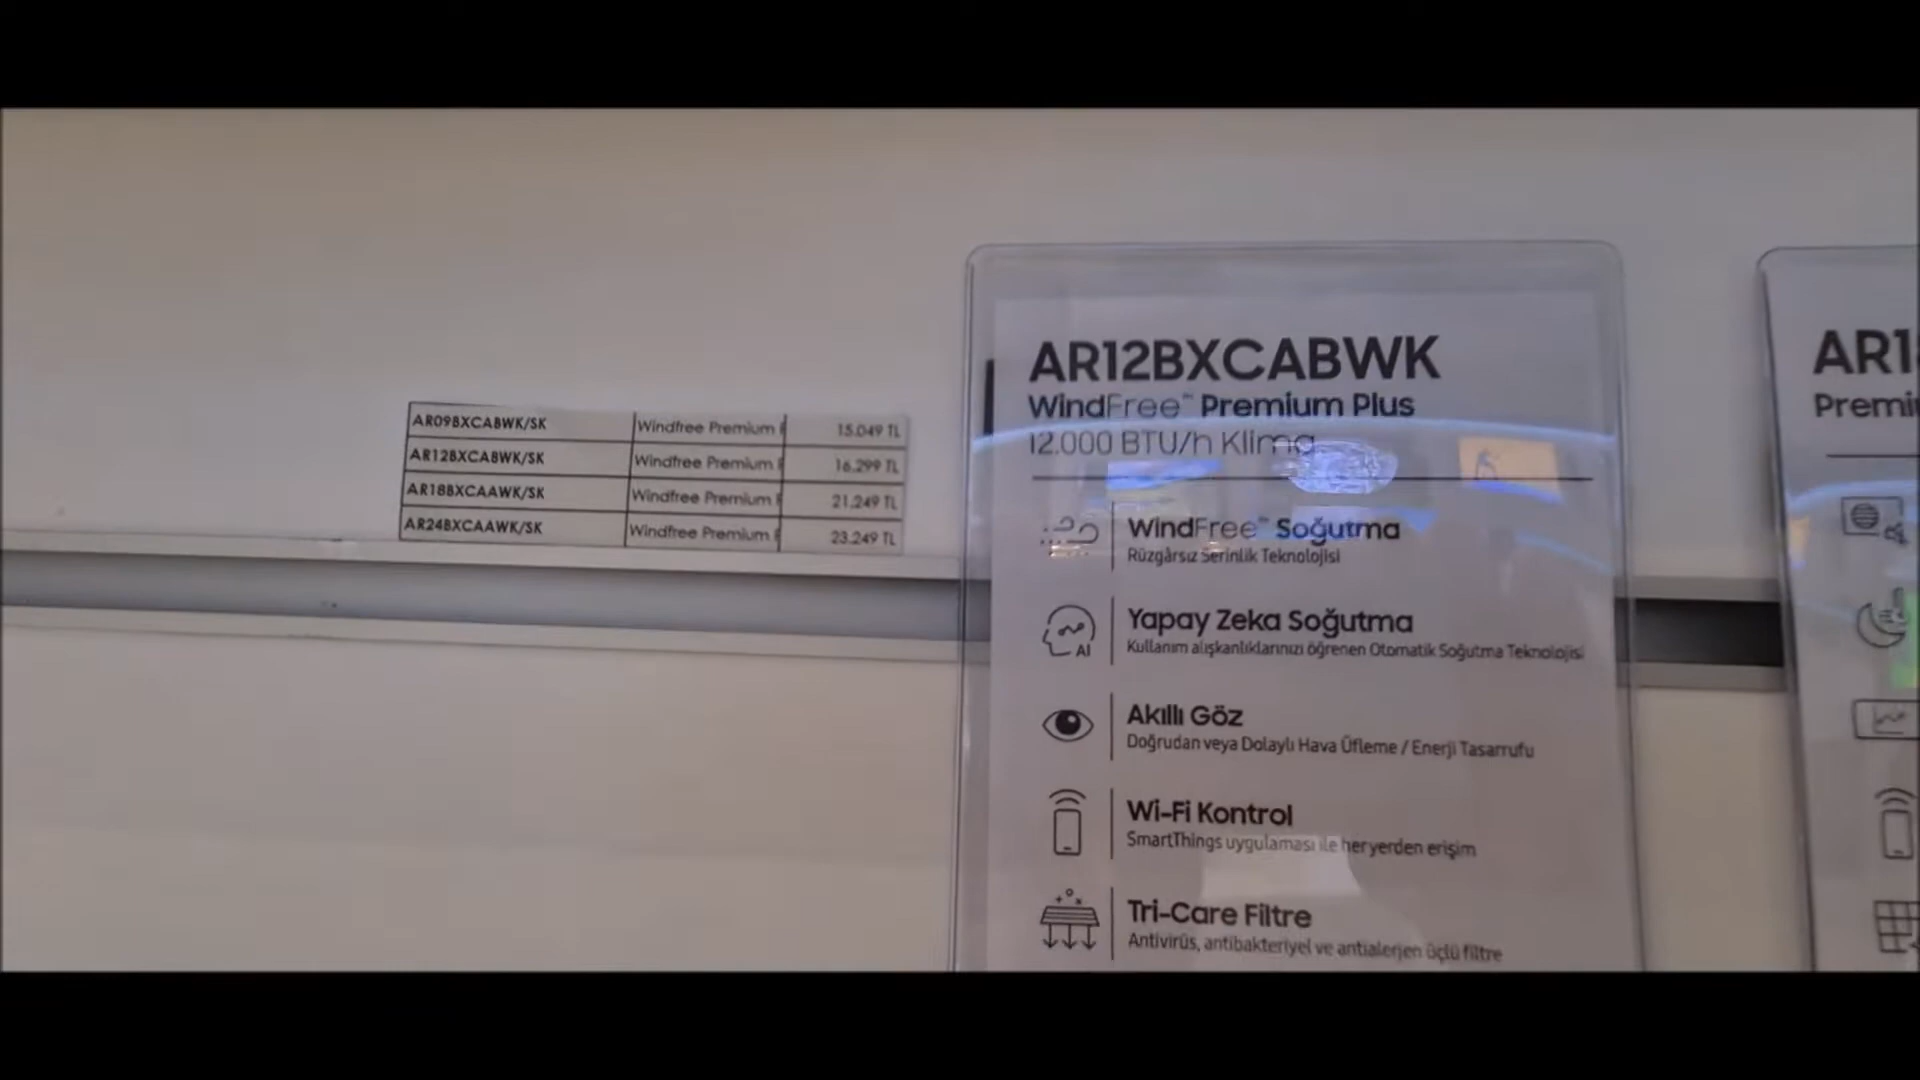 AR09BXCABWK/SK Windfree Premium 15.049 TL
AR12BXCABWK/SK Windfree Premium 16.299 TL
AR18BXCAAWK/SK Windfree Premium 21.249 TL
AR24BXCAAWK/SK Windfree Premium 23.249 TL
AR12BXCABWK
WindFree™ Premium Plus
12.000 BTU/h Klima
WindFree™ Soğutma
Rüzgârsız Serinlik Teknolojisi
AI
Yapay Zeka Soğutma
Kullanım alışkanlıklarınızı öğrenen Otomatik Soğutma Teknolojisi
Akıllı Göz
Doğrudan veya Dolaylı Hava Üfleme / Enerji Tasarrufu
Wi-Fi Kontrol
SmartThings uygulaması ile heryerden erişim
Tri-Care Filtre
Antivirüs, antibakteriyel ve antialerjen üçlü filtre
AR1
Premi